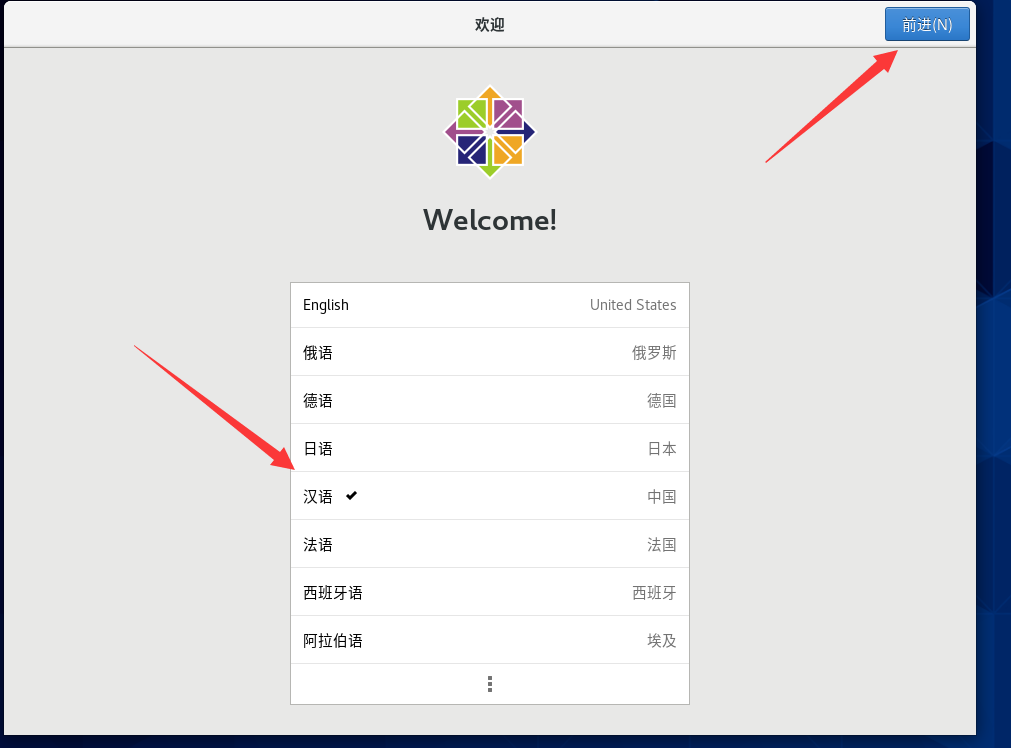 欢迎
前进(N)
Welcome!
English United States
俄语 俄罗斯
德语 德国
日语 日本
汉语 中国
法语 法国
西班牙语 西班牙
阿拉伯语 埃及